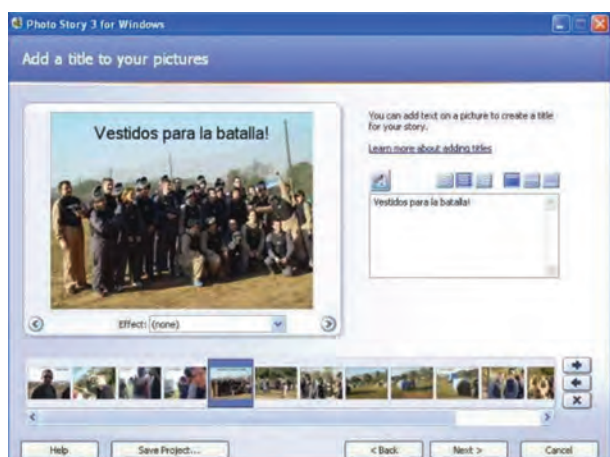 Photo Story 3 for Windows
Add a title to your pictures
Vestidos para la batalla!
You can add text on a picture to create a title
for your story.
Learn more about adding titles
Vestidos para la batalla!
Effect: (none)
Help
Save Project...
< Back
Next >
Cancel